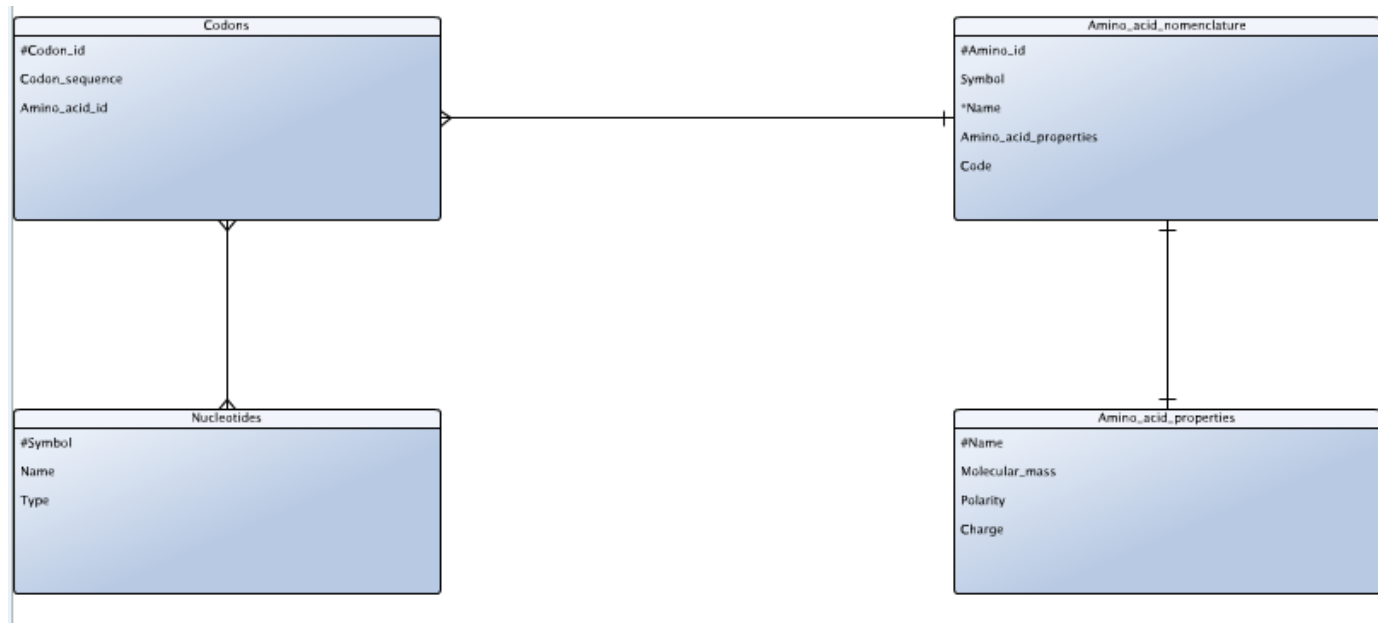 Codons
#Codon_id
Codon_sequence
Amino_acid_id
Amino_acid_nomenclature
#Amino_id
Symbol
*Name
Amino_acid_properties
Code
Nucleotides
#Symbol
Name
Type
Amino_acid_properties
#Name
Molecular_mass
Polarity
Charge